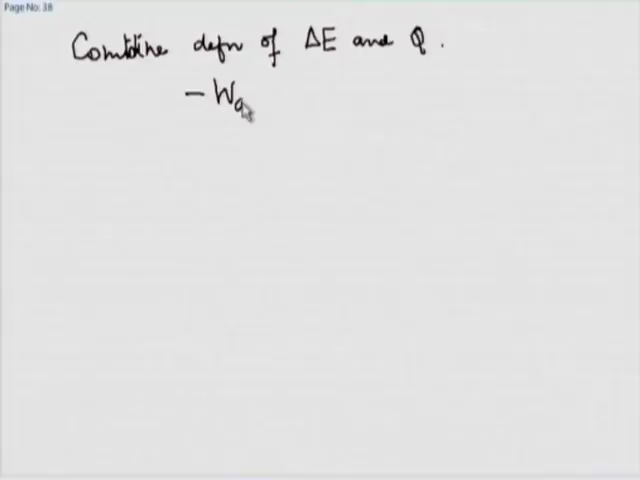 Page No: 38
Combine defn of ΔE and Q.
- Wa